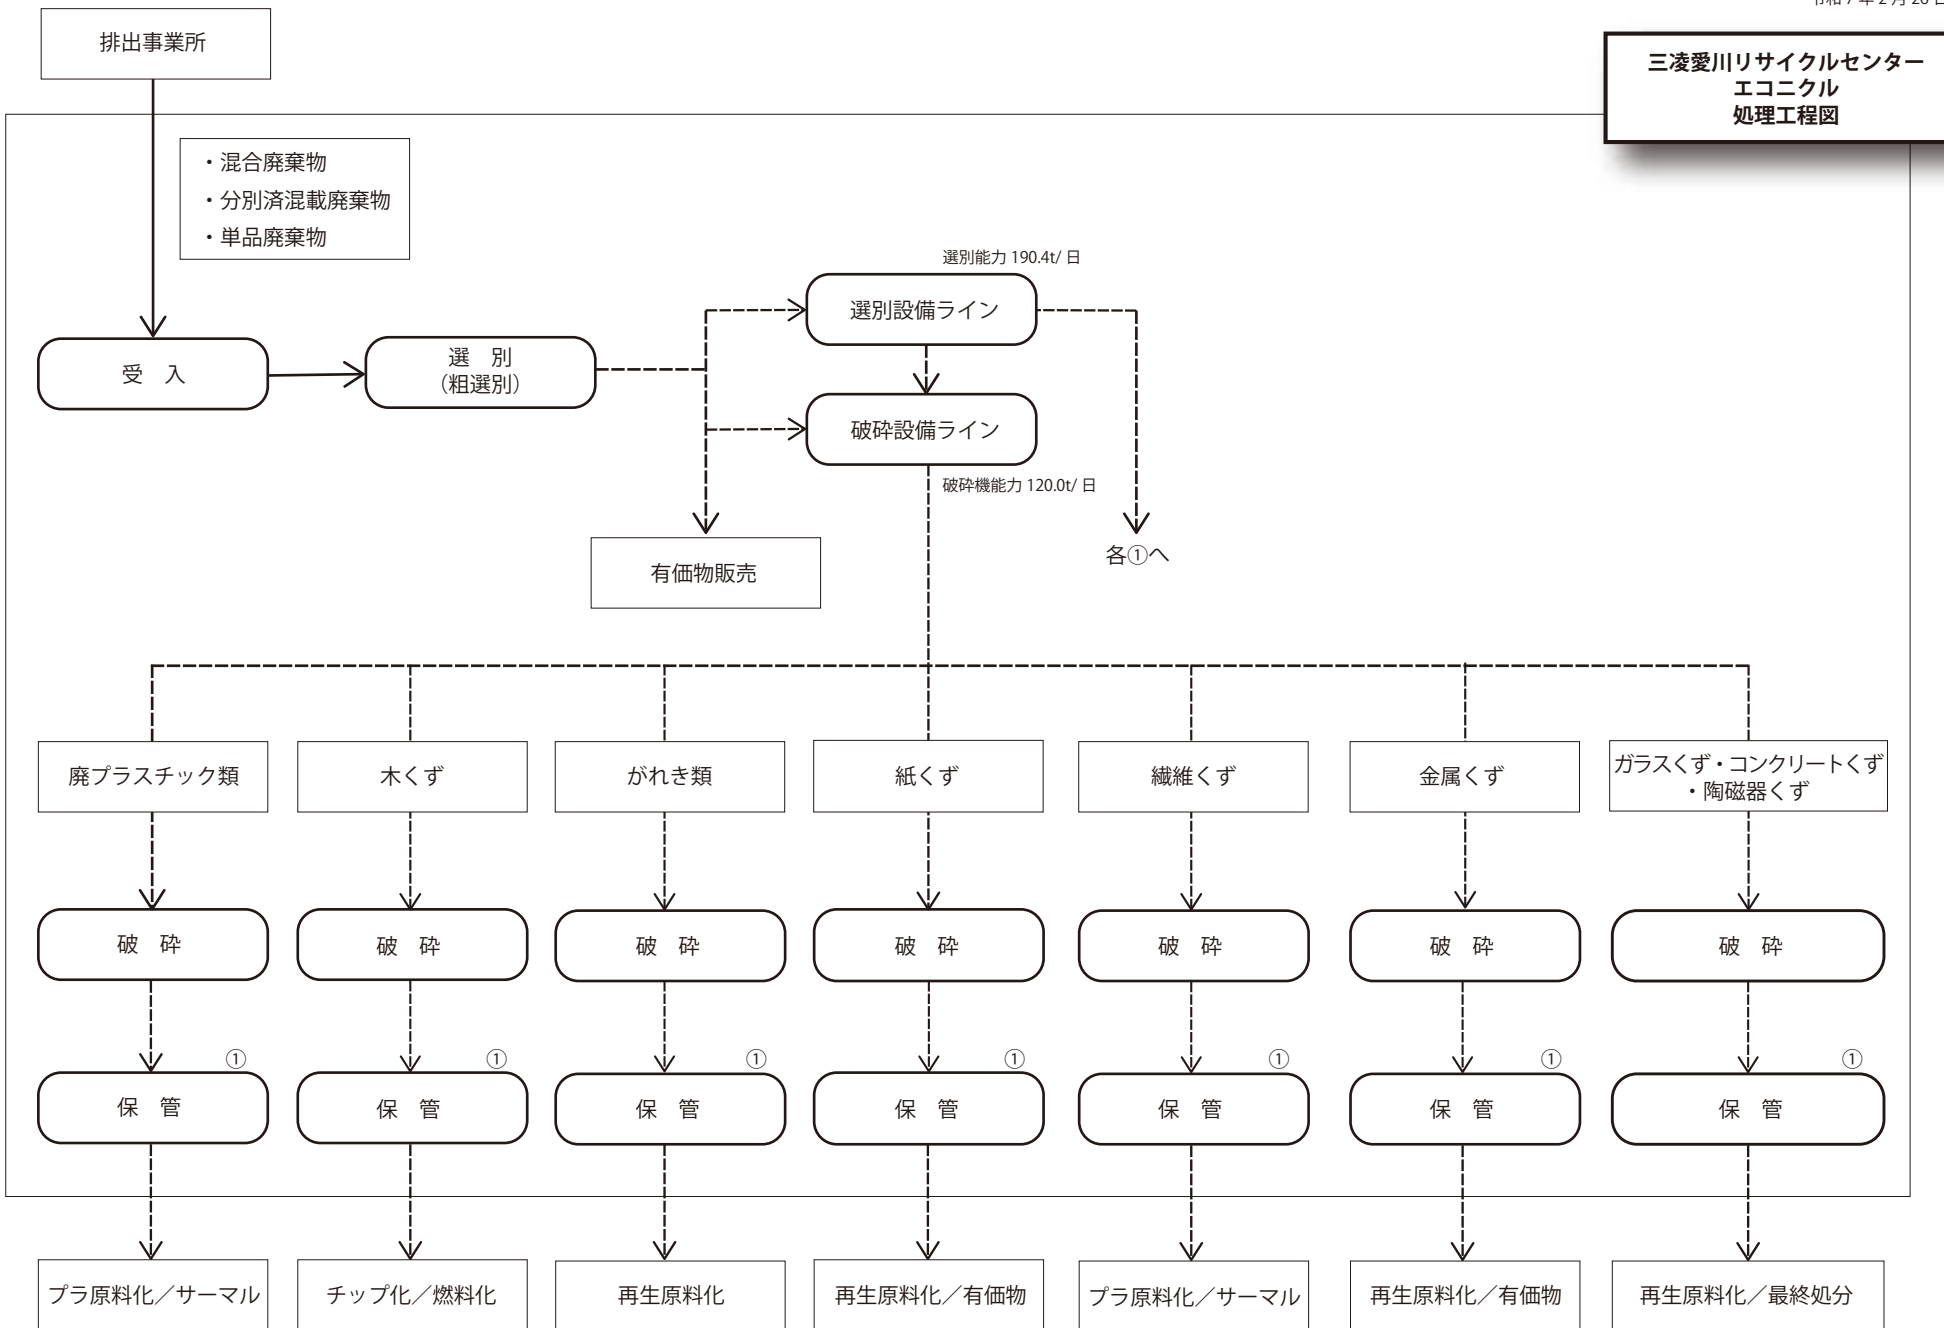 排出事業所
三凌愛川リサイクルセンター
エコニクル
処理工程図
・混合廃棄物
・分別済混載廃棄物
・単品廃棄物
選別能力 190.4t/ 日
選別設備ライン
受　入
選　別
（粗選別）
破砕設備ライン
破砕機能力 120.0t/ 日
有価物販売
各①へ
廃プラスチック類
木くず
がれき類
紙くず
繊維くず
金属くず
ガラスくず・コンクリートくず
・陶磁器くず
破　砕
破　砕
破　砕
破　砕
破　砕
破　砕
破　砕
①
①
①
①
①
①
①
保　管
保　管
保　管
保　管
保　管
保　管
保　管
プラ原料化／サーマル
チップ化／燃料化
再生原料化
再生原料化／有価物
プラ原料化／サーマル
再生原料化／有価物
再生原料化／最終処分